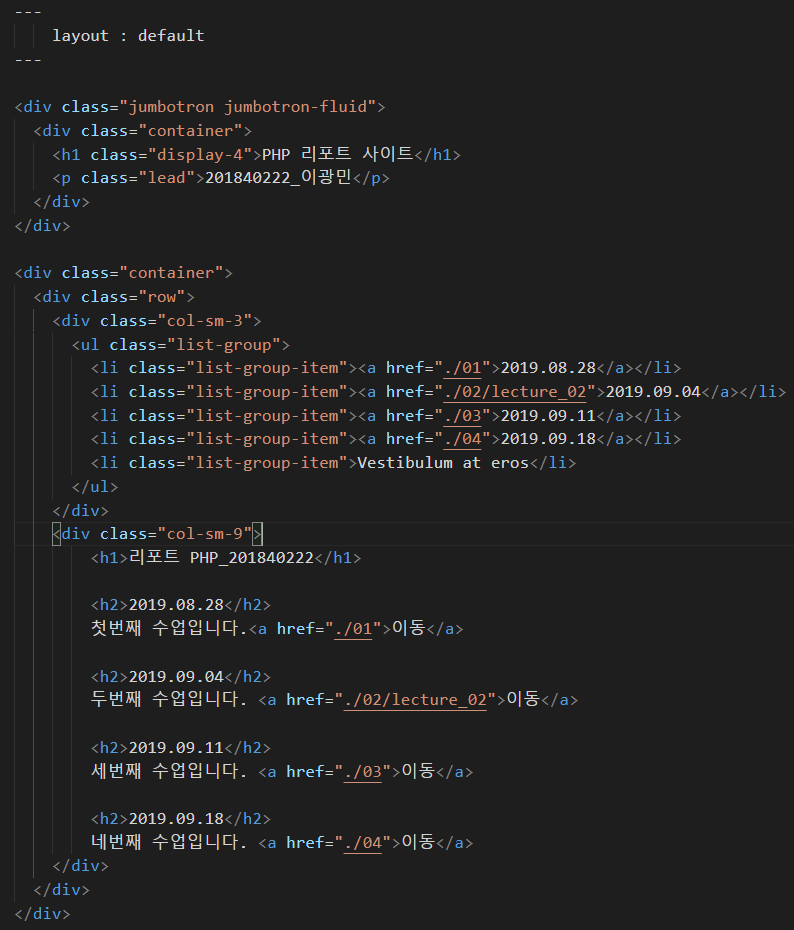 ---
    layout : default
---

<div class="jumbotron jumbotron-fluid">
  <div class="container">
    <h1 class="display-4">PHP 리포트 사이트</h1>
    <p class="lead">201840222_이광민</p>
  </div>
</div>

<div class="container">
  <div class="row">
    <div class="col-sm-3">
      <ul class="list-group">
        <li class="list-group-item"><a href="./01">2019.08.28</a></li>
        <li class="list-group-item"><a href="./02/lecture_02">2019.09.04</a></li>
        <li class="list-group-item"><a href="./03">2019.09.11</a></li>
        <li class="list-group-item"><a href="./04">2019.09.18</a></li>
        <li class="list-group-item">Vestibulum at eros</li>
      </ul>
    </div>
    <div class="col-sm-9">
        <h1>리포트 PHP_201840222</h1>

        <h2>2019.08.28</h2>
        첫번째 수업입니다.<a href="./01">이동</a>

        <h2>2019.09.04</h2>
        두번째 수업입니다. <a href="./02/lecture_02">이동</a>

        <h2>2019.09.11</h2>
        세번째 수업입니다. <a href="./03">이동</a>

        <h2>2019.09.18</h2>
        네번째 수업입니다. <a href="./04">이동</a>
    </div>
  </div>
</div>